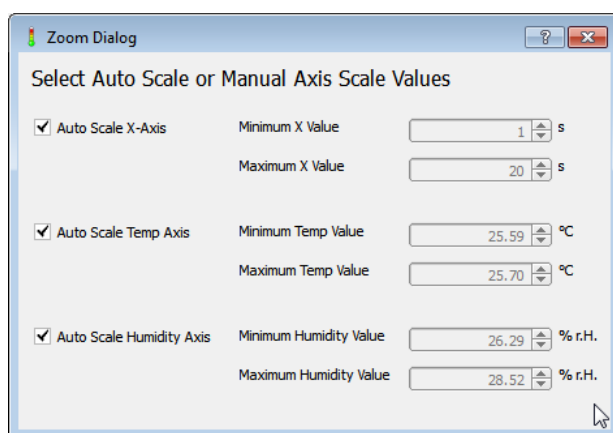 Zoom Dialog
Select Auto Scale or Manual Axis Scale Values
Auto Scale X-Axis Minimum X Value 1 s
Maximum X Value 20 s
Auto Scale Temp Axis Minimum Temp Value 25.59 °C
Maximum Temp Value 25.70 °C
Auto Scale Humidity Axis Minimum Humidity Value 26.29 % r.H.
Maximum Humidity Value 28.52 % r.H.